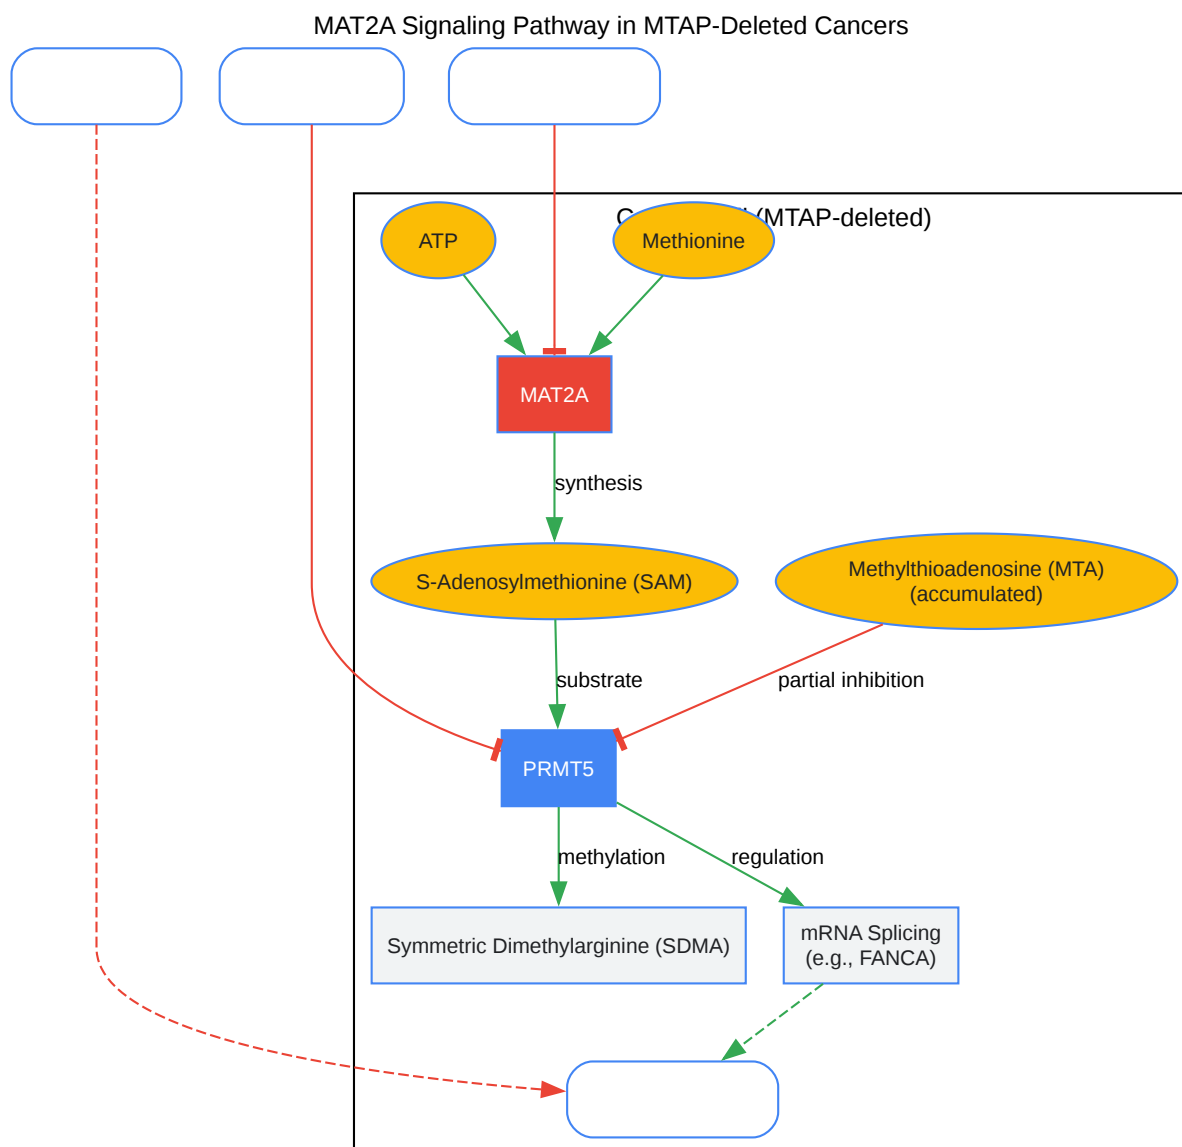 MAT2A Signaling Pathway in MTAP-Deleted Cancers
(MTAP-deleted)
ATP
Methionine
MAT2A
synthesis
S-Adenosylmethionine (SAM)
Methylthioadenosine (MTA)
(accumulated)
substrate
partial inhibition
PRMT5
methylation
regulation
Symmetric Dimethylarginine (SDMA)
mRNA Splicing
(e.g., FANCA)